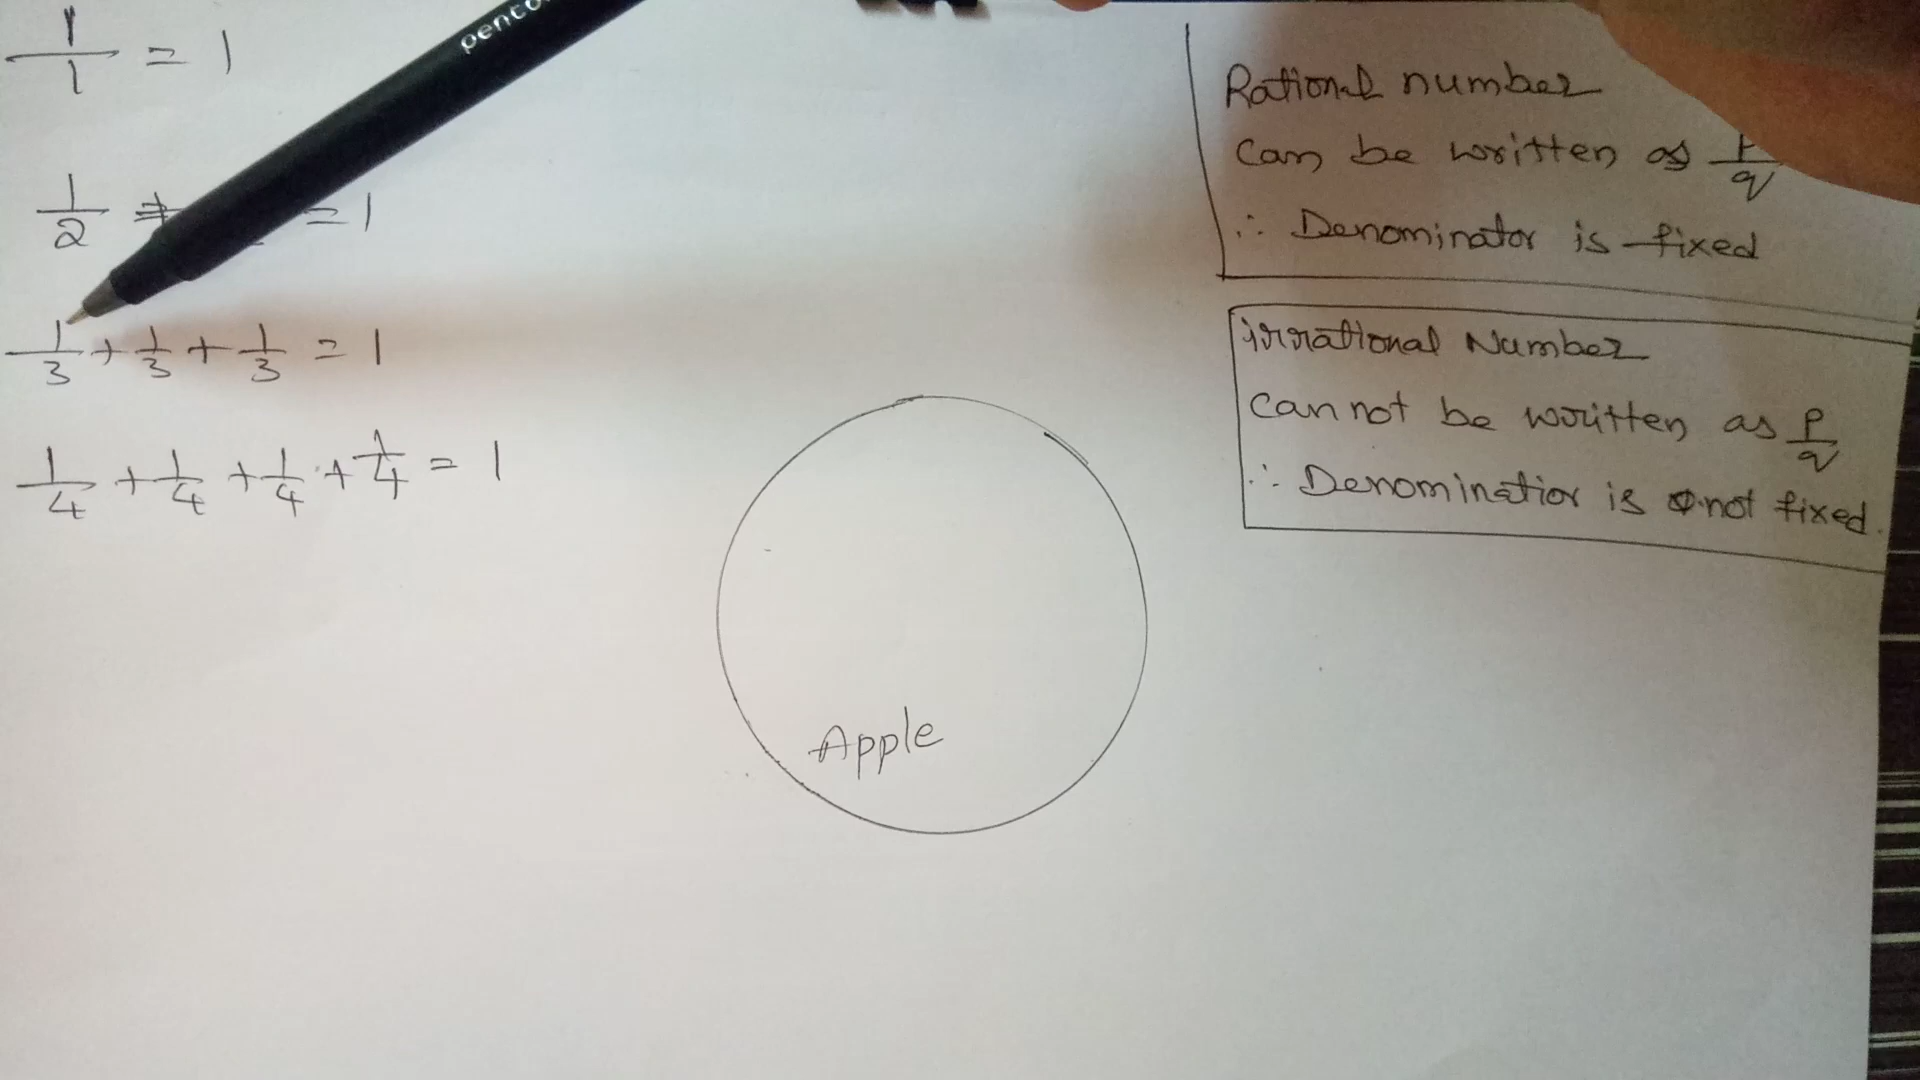 1/1 = 1
1/2 = 1
1/3 + 1/3 + 1/3 = 1
1/4 + 1/4 + 1/4 + 1/4 = 1
Apple
Rational number
Can be written as P/q
∴ Denominator is fixed
irrational Number
Can not be written as P/q
∴ Denominatior is not fixed.